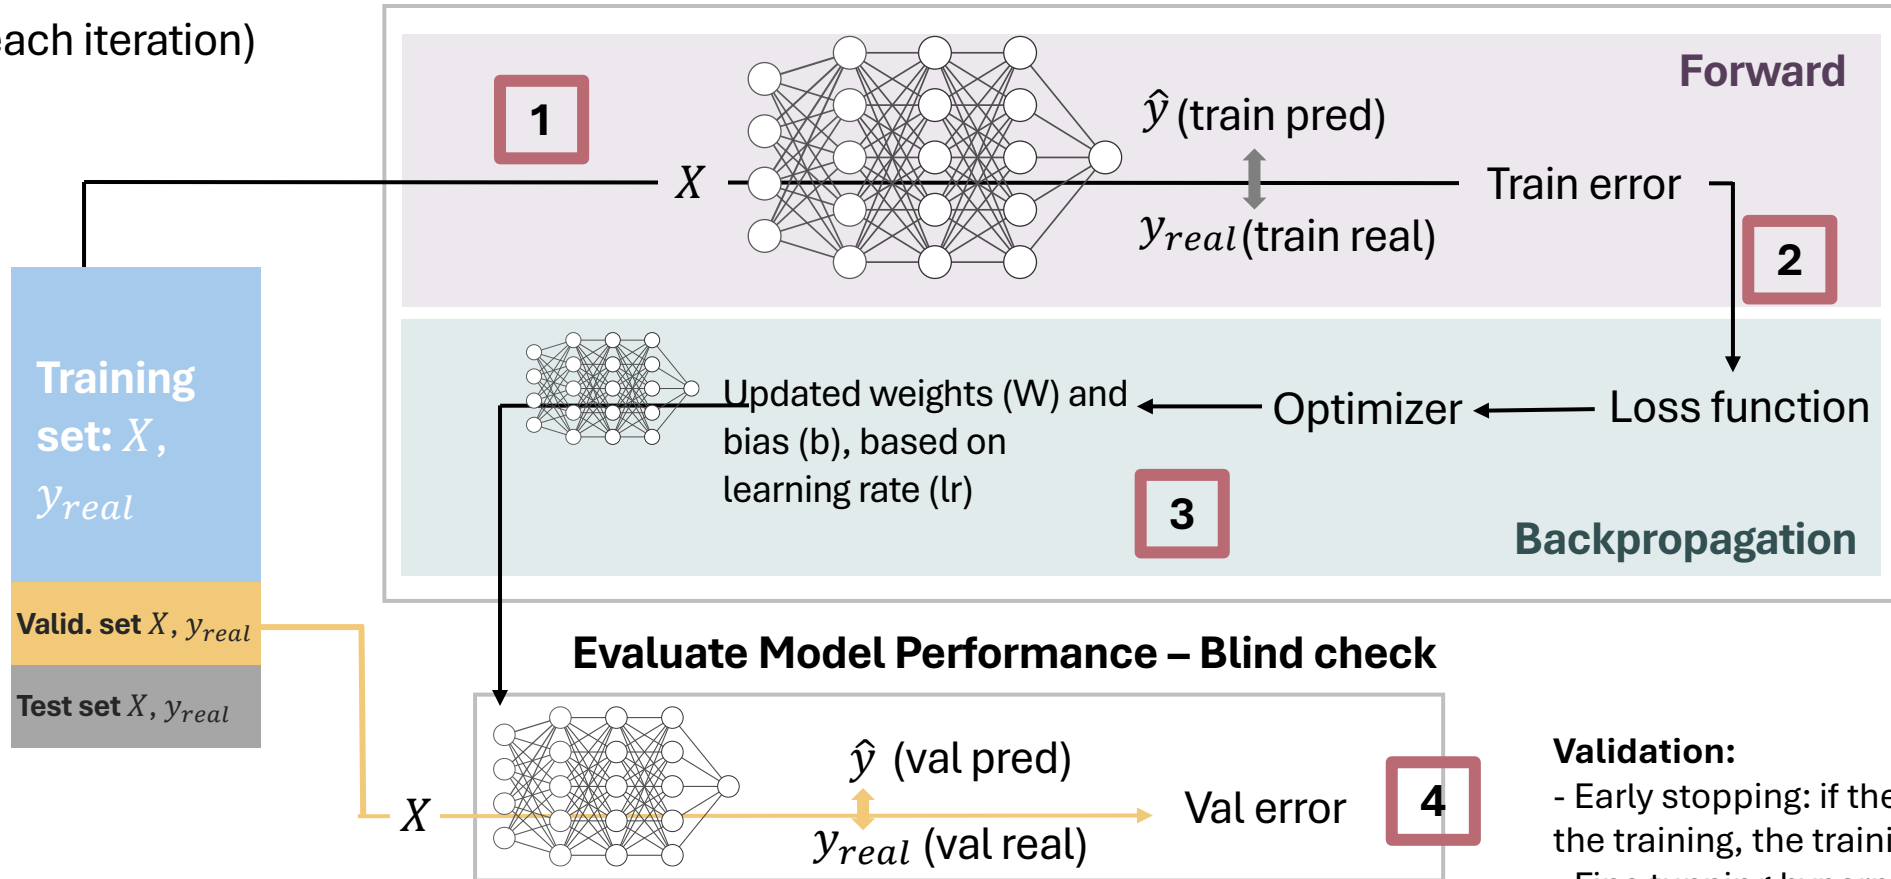 each iteration)
Forward
1
ŷ (train pred)
X
Train error
y_real (train real)
2
Training
set: X,
y_real
Updated weights (W) and
bias (b), based on
learning rate (lr)
Optimizer
Loss function
3
Backpropagation
Valid. set X, y_real
Test set X, y_real
Evaluate Model Performance – Blind check
ŷ (val pred)
X
Val error
4
y_real (val real)
Validation:
- Early stopping: if the
the training, the traini